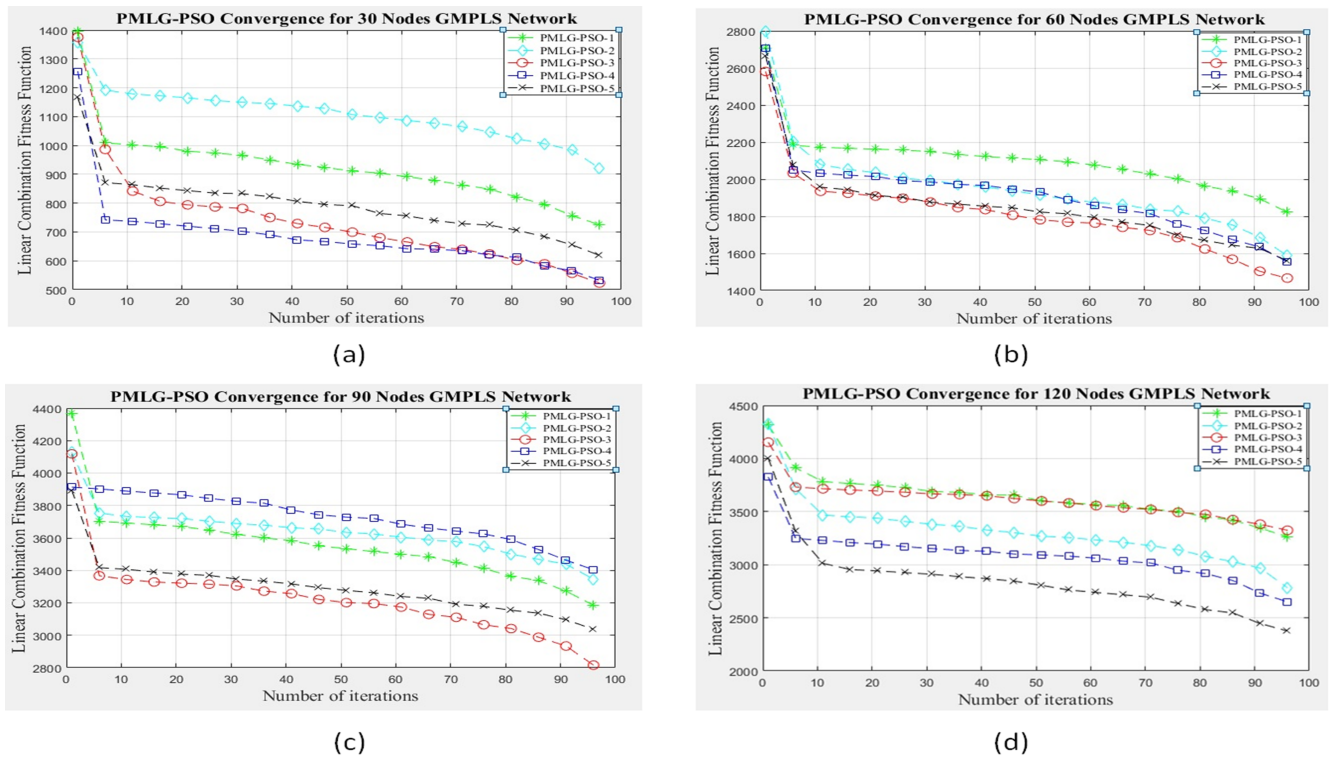 PMLG-PSO Convergence for 30 Nodes GMPLS Network
Linear Combination Fitness Function
1400
1300
1200
1100
1000
900
800
700
600
500
PMLG-PSO-1
PMLG-PSO-2
PMLG-PSO-3
PMLG-PSO-4
PMLG-PSO-5
0 10 20 30 40 50 60 70 80 90 100
Number of iterations
(a)
PMLG-PSO Convergence for 60 Nodes GMPLS Network
Linear Combination Fitness Function
2800
2600
2400
2200
2000
1800
1600
1400
PMLG-PSO-1
PMLG-PSO-2
PMLG-PSO-3
PMLG-PSO-4
PMLG-PSO-5
0 10 20 30 40 50 60 70 80 90 100
Number of iterations
(b)
PMLG-PSO Convergence for 90 Nodes GMPLS Network
Linear Combination Fitness Function
4400
4200
4000
3800
3600
3400
3200
3000
2800
PMLG-PSO-1
PMLG-PSO-2
PMLG-PSO-3
PMLG-PSO-4
PMLG-PSO-5
0 10 20 30 40 50 60 70 80 90 100
Number of iterations
(c)
PMLG-PSO Convergence for 120 Nodes GMPLS Network
Linear Combination Fitness Function
4500
4000
3500
3000
2500
2000
PMLG-PSO-1
PMLG-PSO-2
PMLG-PSO-3
PMLG-PSO-4
PMLG-PSO-5
0 10 20 30 40 50 60 70 80 90 100
Number of iterations
(d)